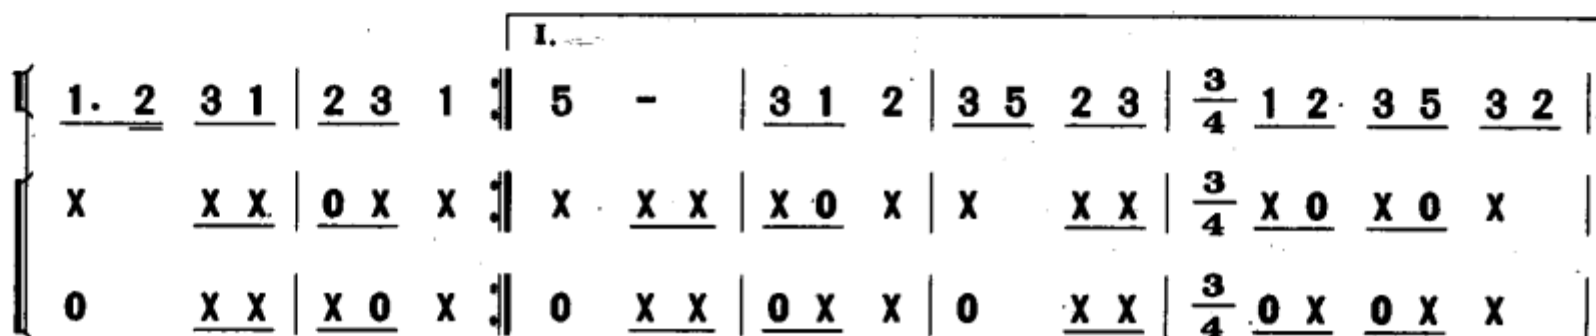 I.
1. 2 3 1 | 2 3 1 :| 5 - | 3 1 2 | 3 5 2 3 | 3/4 1 2 3 5 3 2 |
X X X | 0 X X :| X X X | X 0 X | X X X | 3/4 X 0 X 0 X |
0 X X | X 0 X :| 0 X X | 0 X X | 0 X X | 3/4 0 X 0 X X |